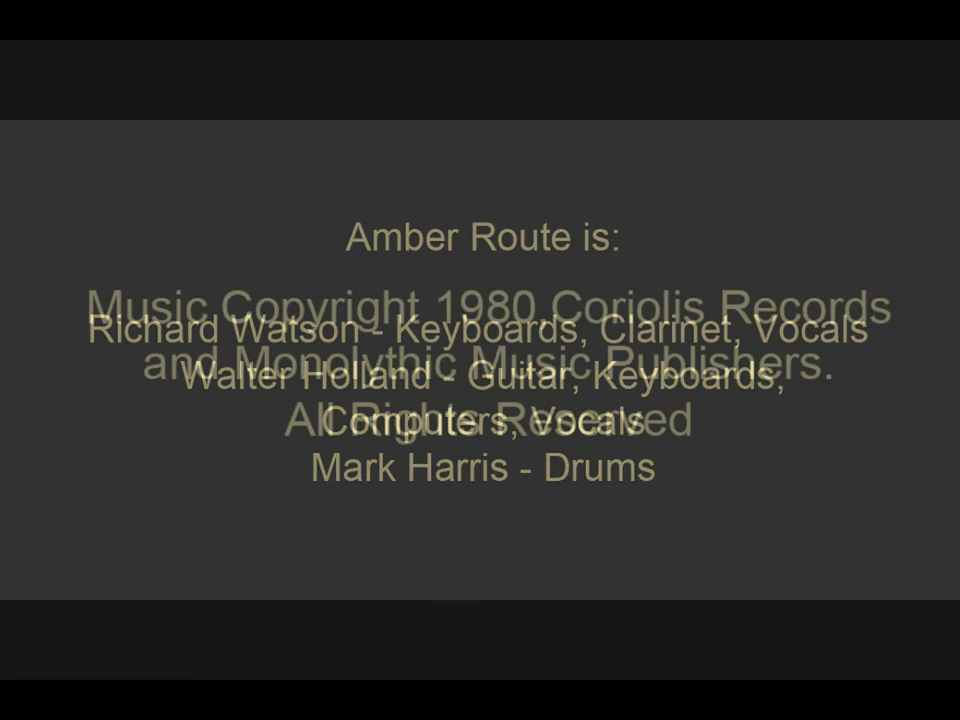 Amber Route is:
Music Copyright 1980,Coriolis Records
Richard Watson - Keyboards, Clarinet, Vocals
and Monolythic Music Publishers.
Walter Holland - Guitar, Keyboards,
All Rights Reserved
Computers, Vocals
Mark Harris - Drums